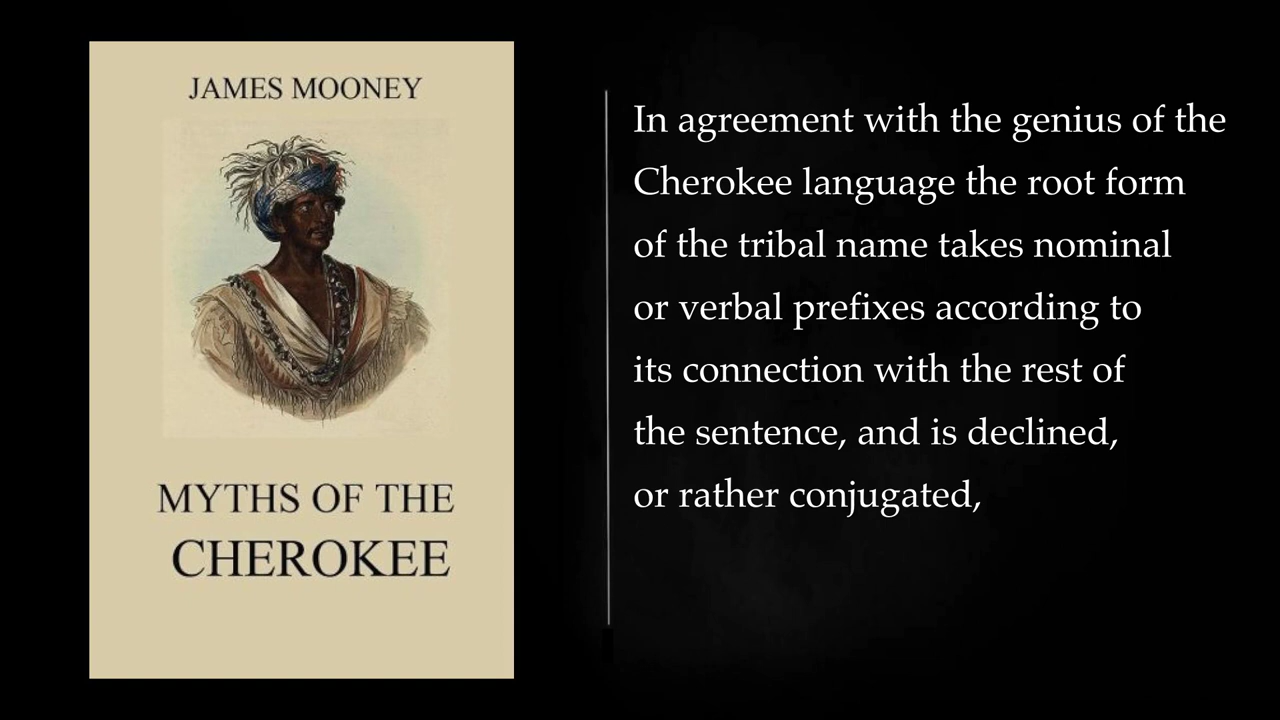 JAMES MOONEY
MYTHS OF THE
CHEROKEE
In agreement with the genius of the
Cherokee language the root form
of the tribal name takes nominal
or verbal prefixes according to
its connection with the rest of
the sentence, and is declined,
or rather conjugated,